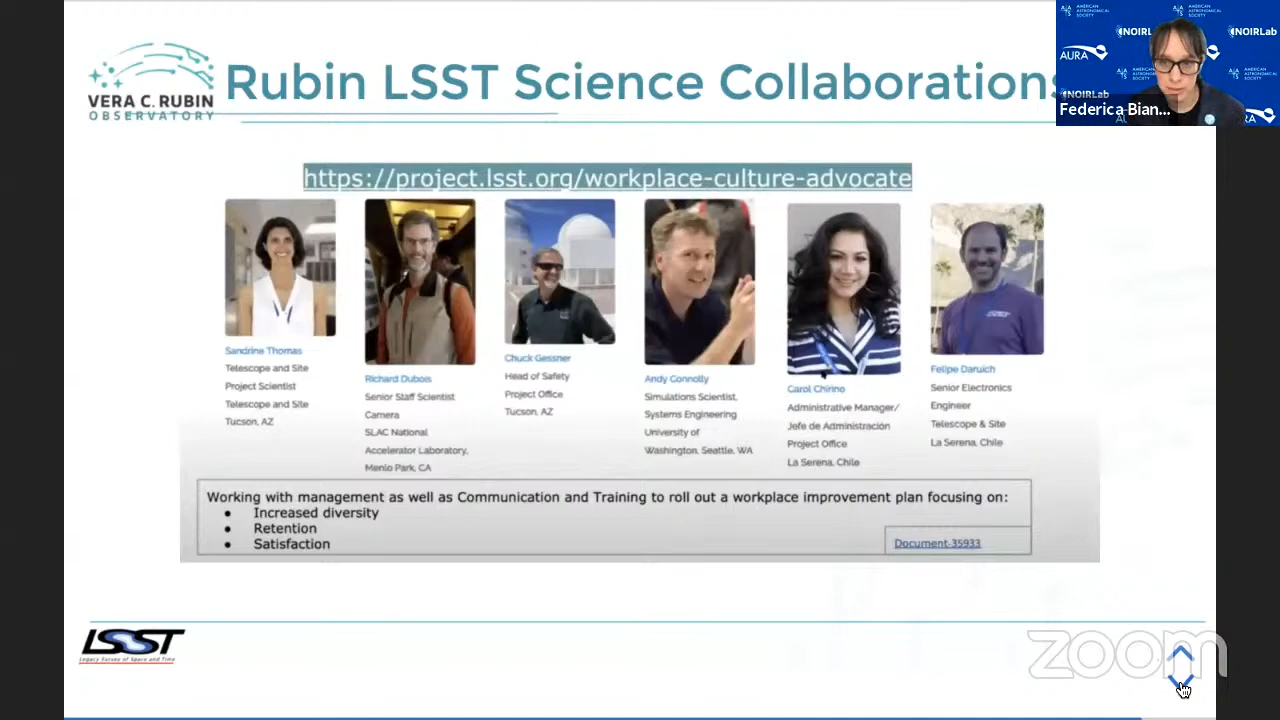 VERA C. RUBIN
OBSERVATORY
Rubin LSST Science Collaborations
https://project.lsst.org/workplace-culture-advocate
Sandrine Thomas
Telescope and Site
Project Scientist
Telescope and Site
Tucson, AZ
Richard Dubois
Senior Staff Scientist
Camera
SLAC National
Accelerator Laboratory,
Menlo Park, CA
Chuck Gessner
Head of Safety
Project Office
Tucson, AZ
Andy Connolly
Simulations Scientist,
Systems Engineering
University of
Washington, Seattle, WA
Carol Chirino
Administrative Manager/
Jefe de Administración
Project Office
La Serena, Chile
Felipe Daruich
Senior Electronics
Engineer
Telescope & Site
La Serena, Chile
Working with management as well as Communication and Training to roll out a workplace improvement plan focusing on:
• Increased diversity
• Retention
• Satisfaction
Document-35933
LSST
Legacy Survey of Space and Time
zoom
AMERICAN
ASTRONOMICAL
SOCIETY
NOIRLab
AURA
NOIRLab
NOIRLab
Federica Bian...